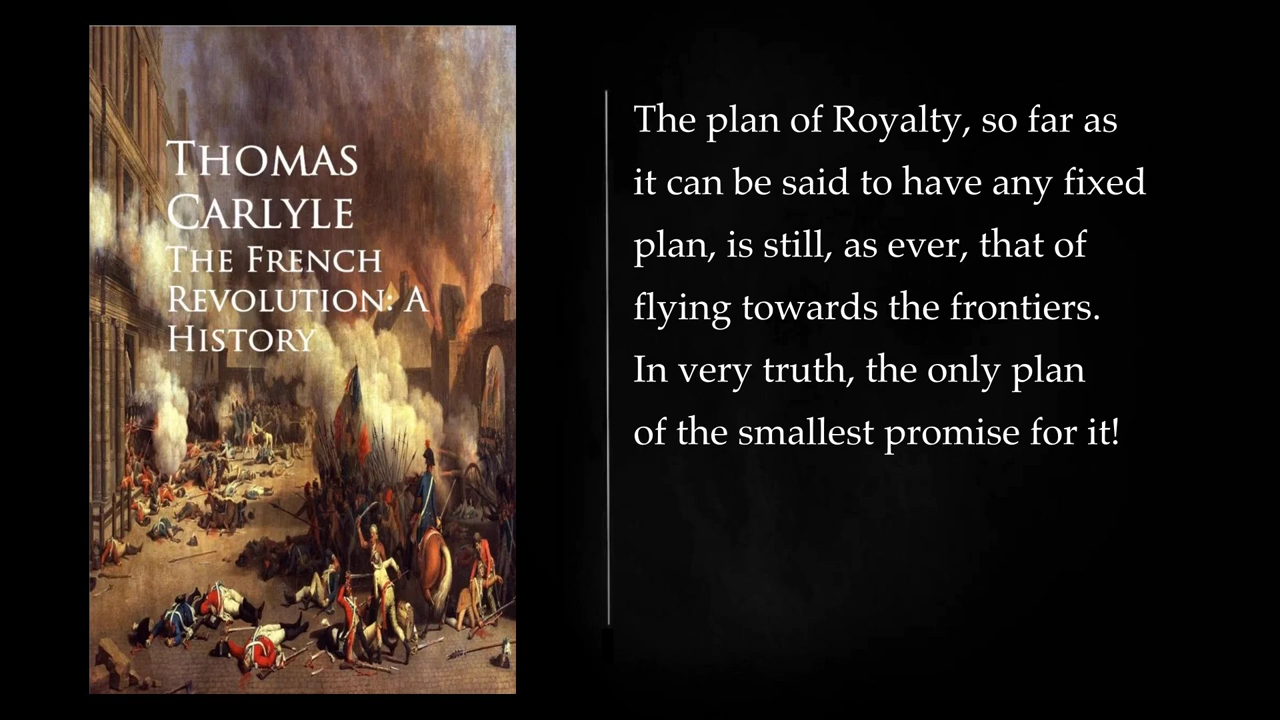 THOMAS
CARLYLE
THE FRENCH
REVOLUTION: A
HISTORY
The plan of Royalty, so far as
it can be said to have any fixed
plan, is still, as ever, that of
flying towards the frontiers.
In very truth, the only plan
of the smallest promise for it!